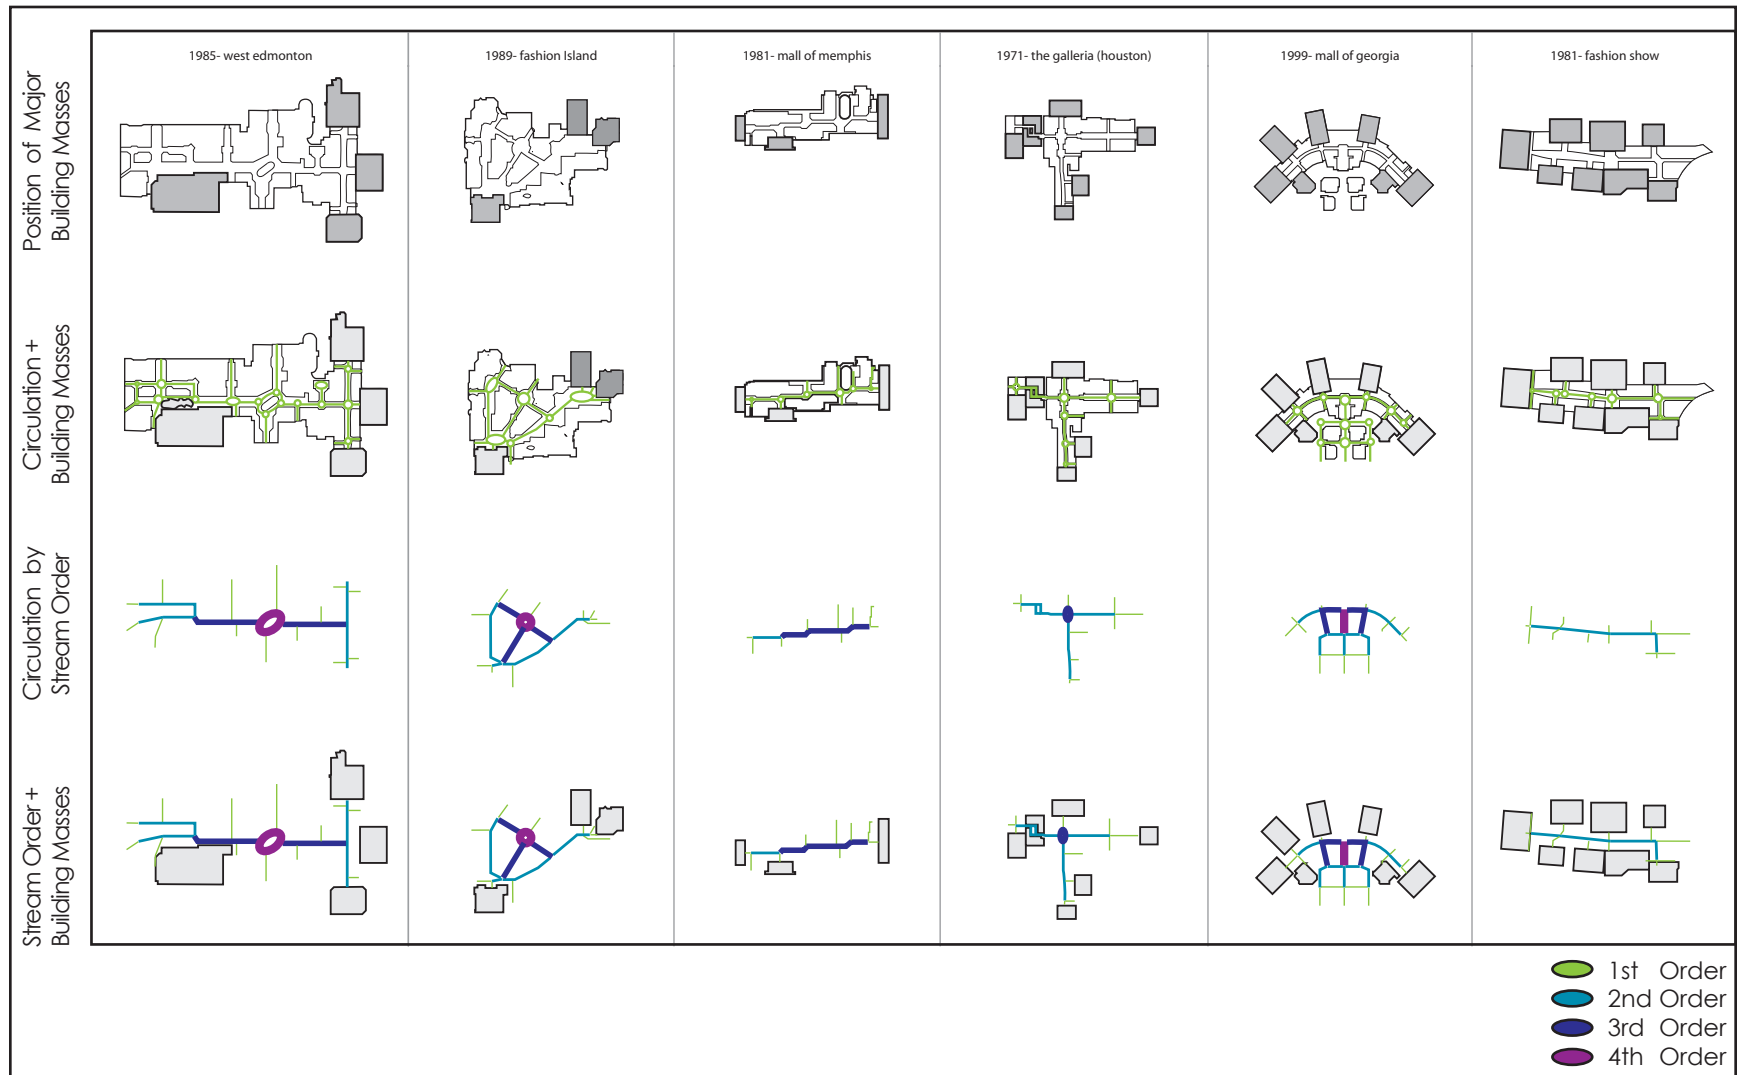 1985- west edmonton
1989- fashion Island
1981- mall of memphis
1971- the galleria (houston)
1999- mall of georgia
1981- fashion show
Position of Major
Building Masses
Circulation +
Building Masses
Circulation by
Stream Order
Stream Order +
Building Masses
1st Order
2nd Order
3rd Order
4th Order